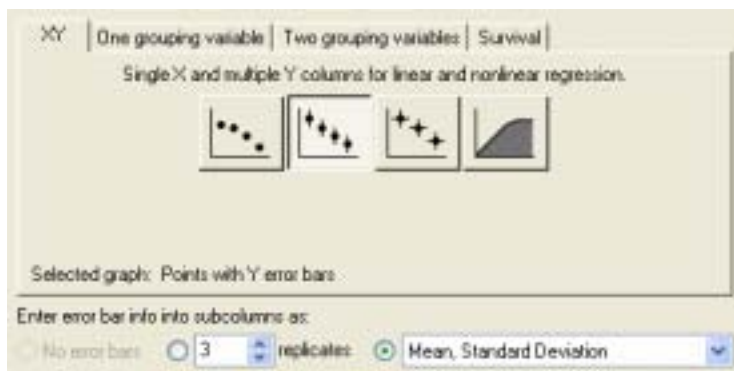 XY One grouping variable Two grouping variables Survival
Single X and multiple Y columns for linear and nonlinear regression.
Selected graph: Points with Y error bars
Enter error bar info into subcolumns as:
No error bars 3 replicates Mean, Standard Deviation